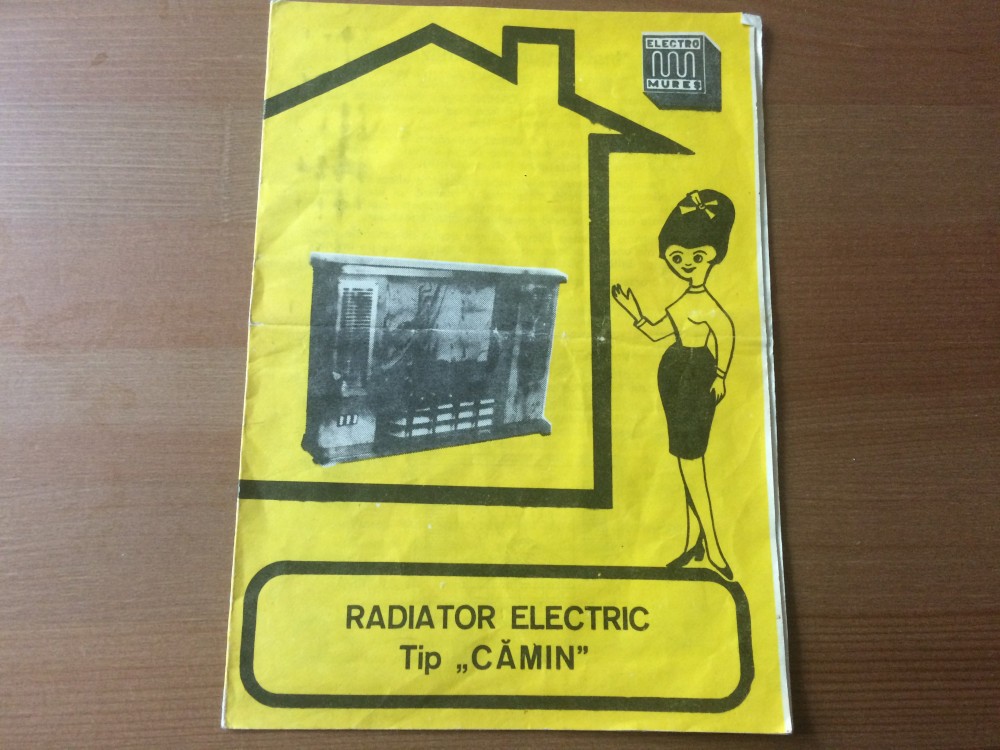 ELECTRO
MUREȘ
RADIATOR ELECTRIC
Tip „CĂMIN”